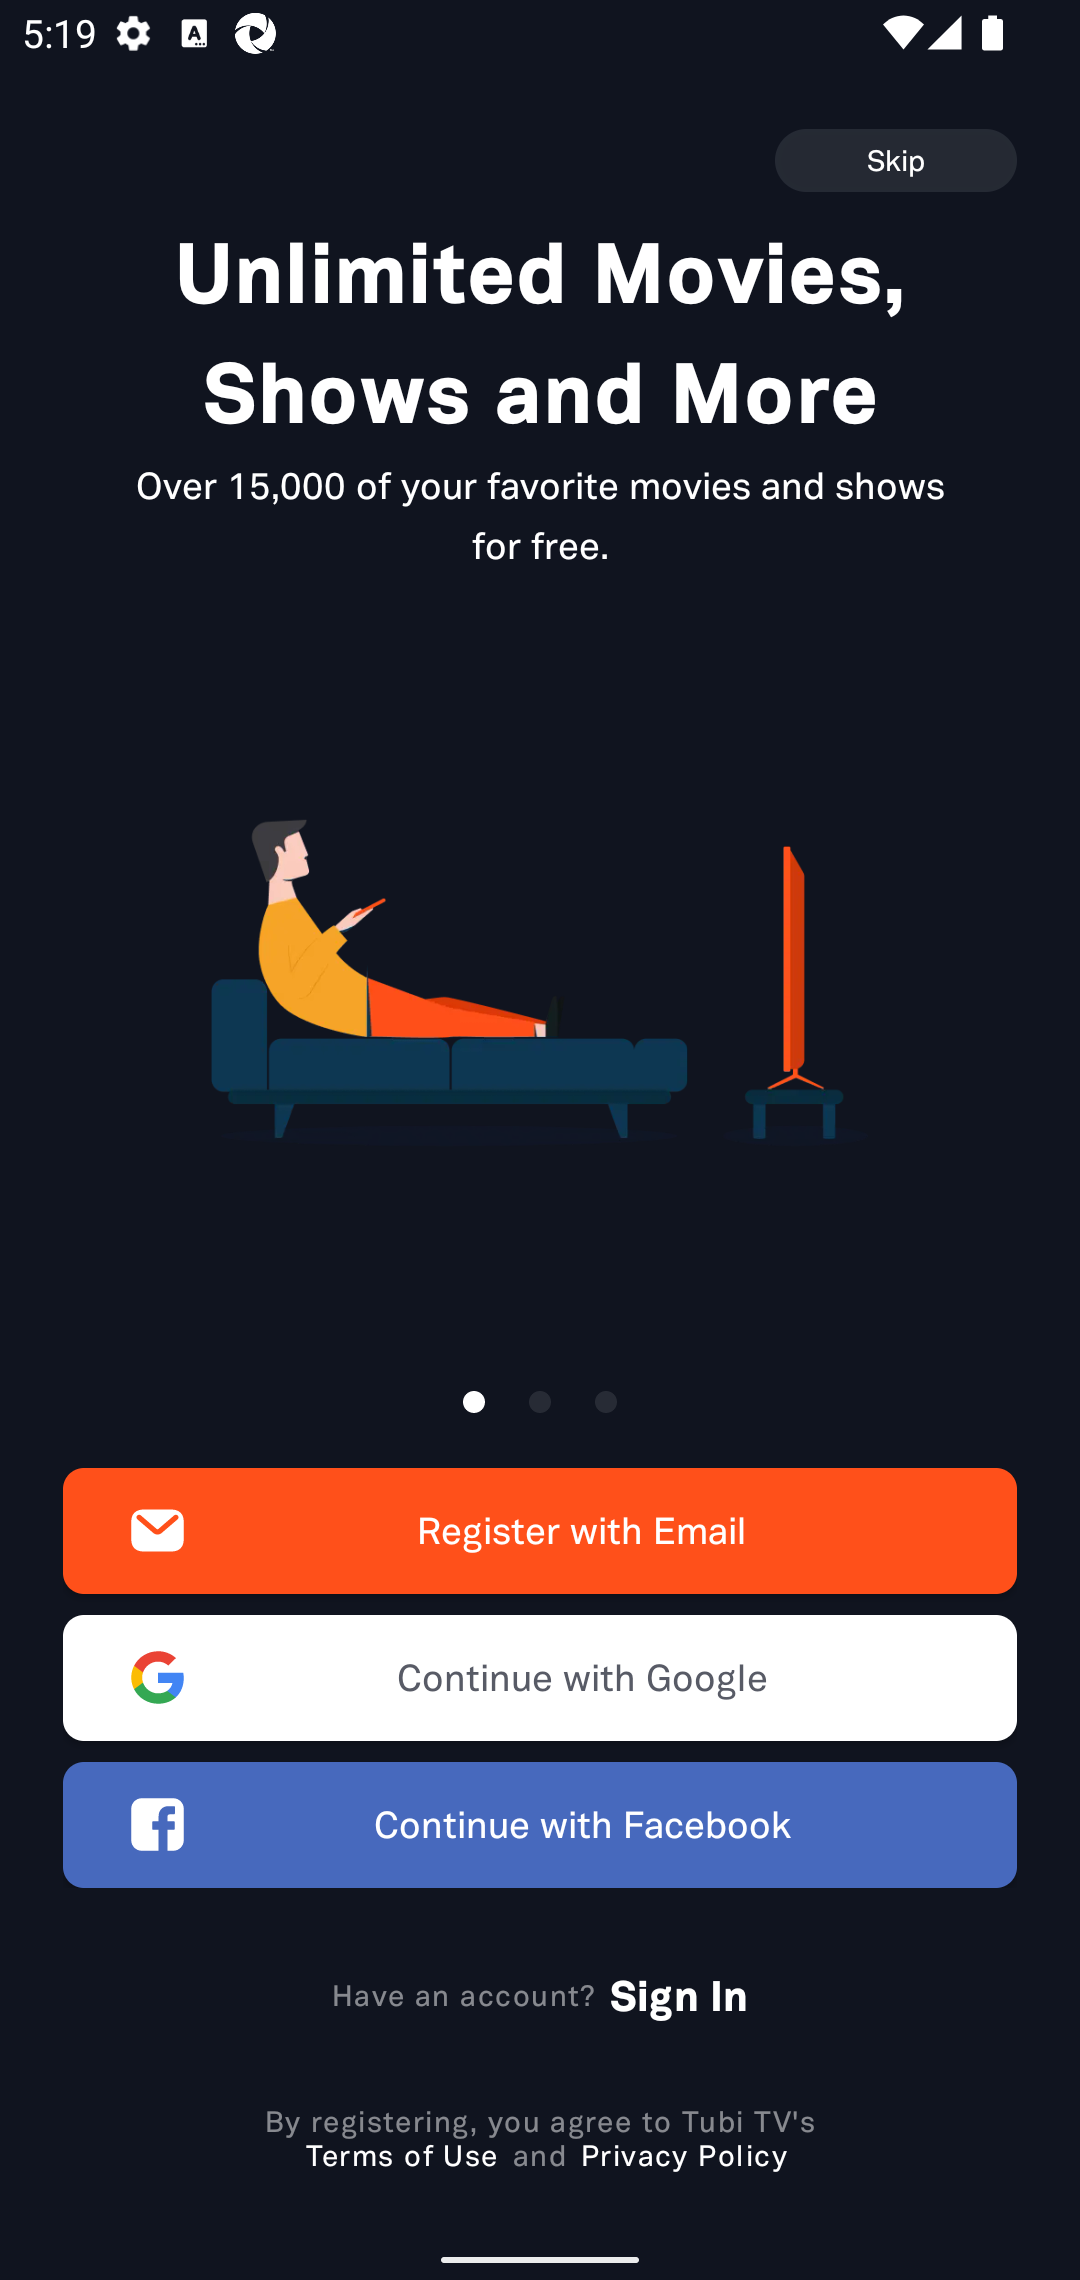 5:19
Skip
Unlimited Movies,
Shows and More
Over 15,000 of your favorite movies and shows
for free.
Register with Email
Continue with Google
Continue with Facebook
Have an account? Sign In
By registering, you agree to Tubi TV's
Terms of Use and Privacy Policy